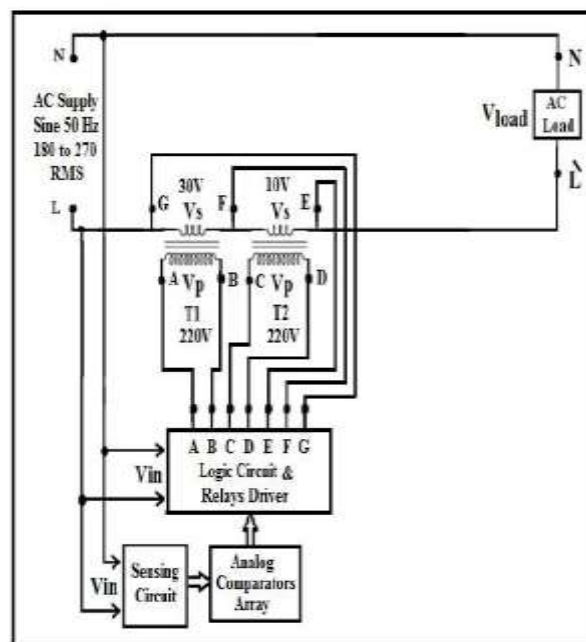 N
AC Supply
Sine 50 Hz
180 to 270
RMS
L
N
V load
AC
Load
L̀
G
30V
Vs
F
10V
Vs
E
A
Vp
B
C
Vp
D
T1
220V
T2
220V
A B C D E F G
Logic Circuit &
Relays Driver
Vin
Vin
Sensing
Circuit
Analog
Comparators
Array